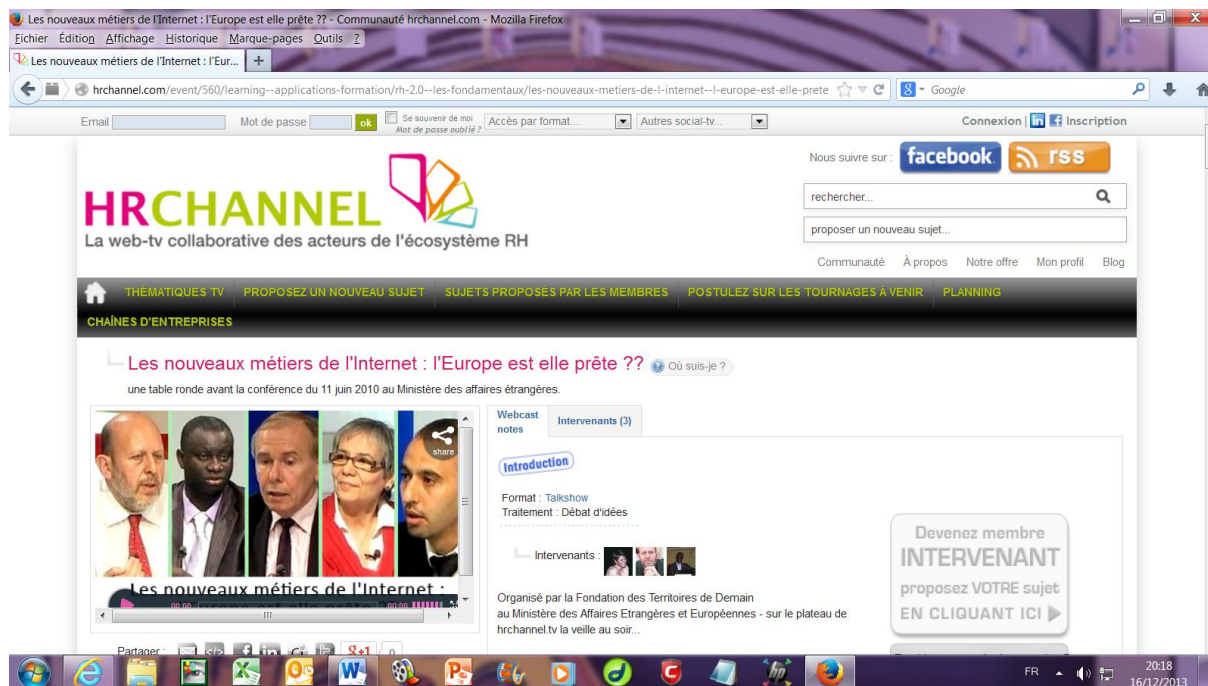 Les nouveaux métiers de l'Internet : l'Europe est elle prête ?? - Communauté hrchannel.com - Mozilla Firefox
Fichier Édition Affichage Historique Marque-pages Outils ?
Les nouveaux métiers de l'Internet : l'Eur... +
hrchannel.com/event/560/learning--applications-formation/rh-2.0--les-fondamentaux/les-nouveaux-metiers-de-l-internet--l-europe-est-elle-prete Google
Email Mot de passe ok Se souvenir de moi Accès par format... Autres social-tv... Connexion | Inscription
Mot de passe oublié ?
Nous suivre sur : facebook rss
HRCHANNEL
La web-tv collaborative des acteurs de l'écosystème RH
rechercher...
proposer un nouveau sujet...
Communauté À propos Notre offre Mon profil Blog
THÉMATIQUES TV PROPOSEZ UN NOUVEAU SUJET SUJETS PROPOSÉS PAR LES MEMBRES POSTULEZ SUR LES TOURNAGES À VENIR PLANNING
CHAÎNES D'ENTREPRISES
Les nouveaux métiers de l'Internet : l'Europe est elle prête ?? Où suis-je ?
une table ronde avant la conférence du 11 juin 2010 au Ministère des affaires étrangères.
share
Les nouveaux métiers de l'Internet :
00:00 00:00
Webcast notes
Intervenants (3)
Introduction
Format : Talkshow
Traitement : Débat d'idées
Intervenants :
Organisé par la Fondation des Territoires de Demain
au Ministère des Affaires Etrangères et Européennes - sur le plateau de
hrchannel.tv la veille au soir...
Devenez membre
INTERVENANT
proposez VOTRE sujet
EN CLIQUANT ICI
Partager : g+1 0
FR 20:18
16/12/2013